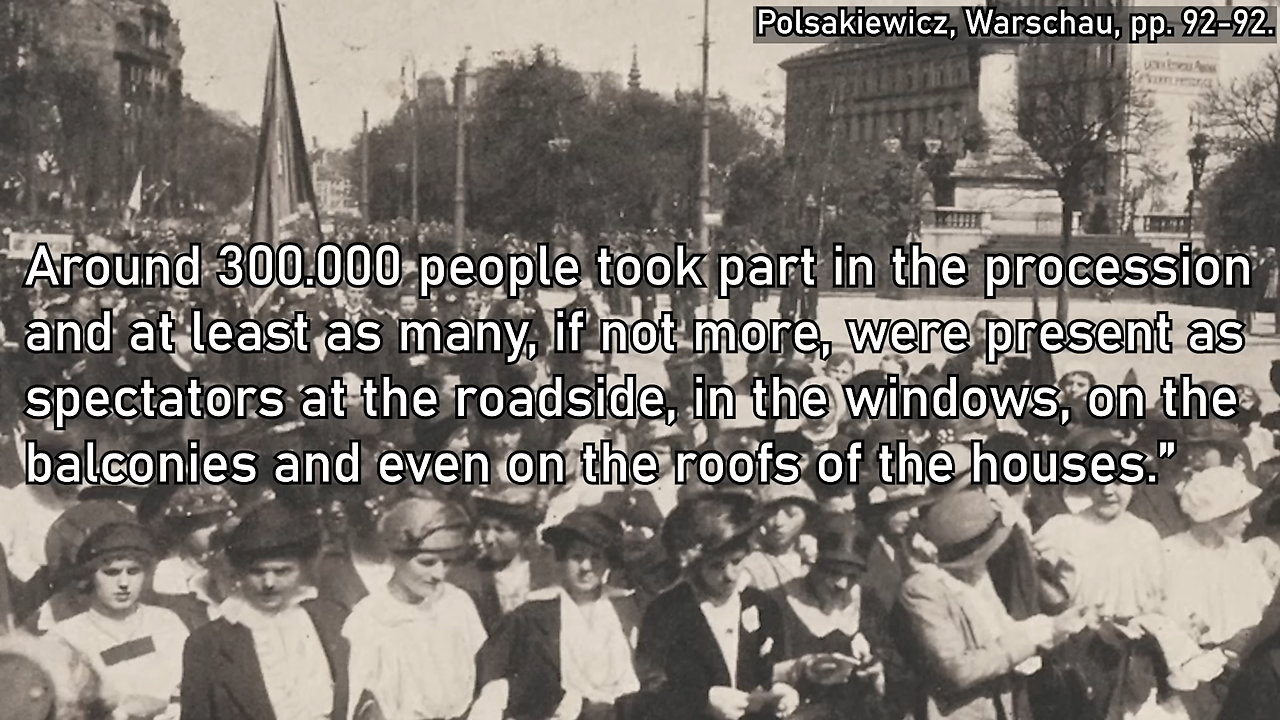 Polsakiewicz, Warschau, pp. 92-92.
Around 300.000 people took part in the procession
and at least as many, if not more, were present as
spectators at the roadside, in the windows, on the
balconies and even on the roofs of the houses.”